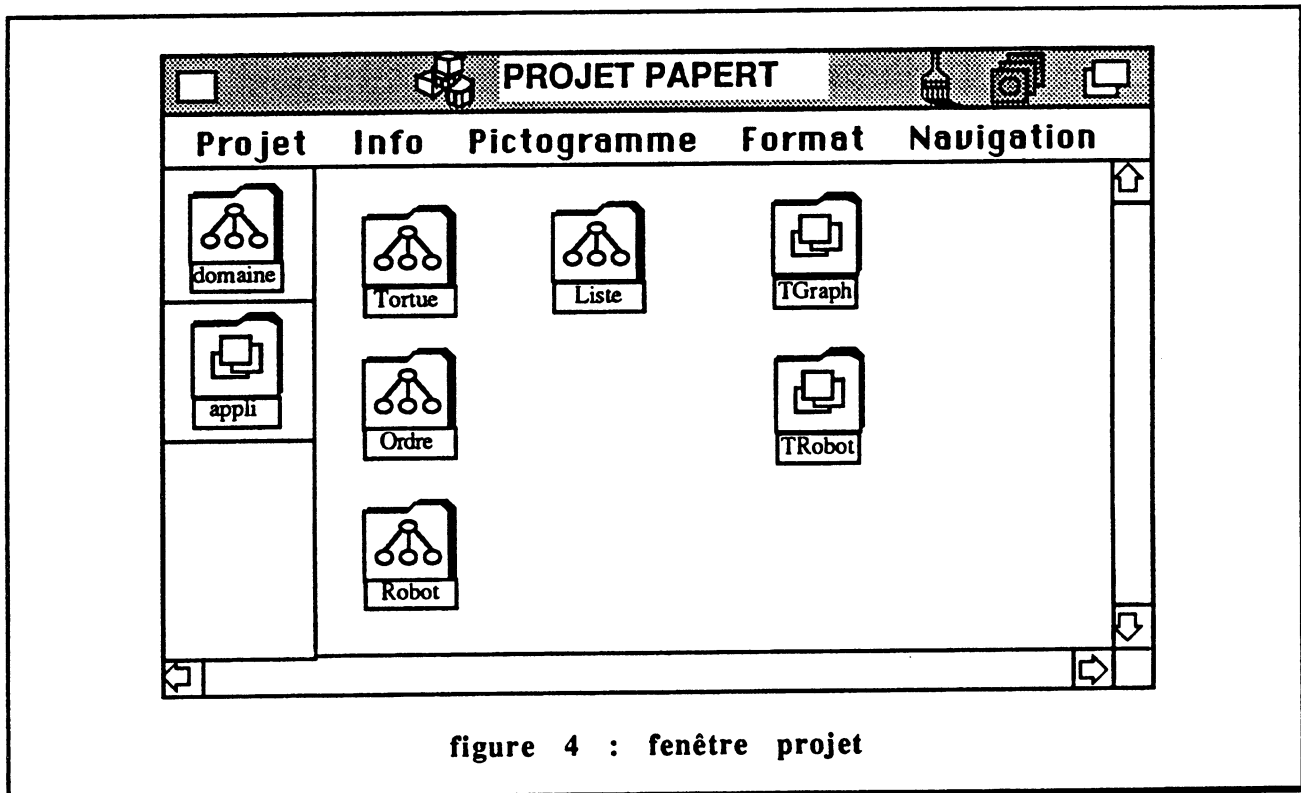 PROJET PAPERT
Projet Info Pictogramme Format Navigation
domaine
appli
Tortue Liste TGraph
Ordre TRobot
Robot
figure 4 : fenêtre projet